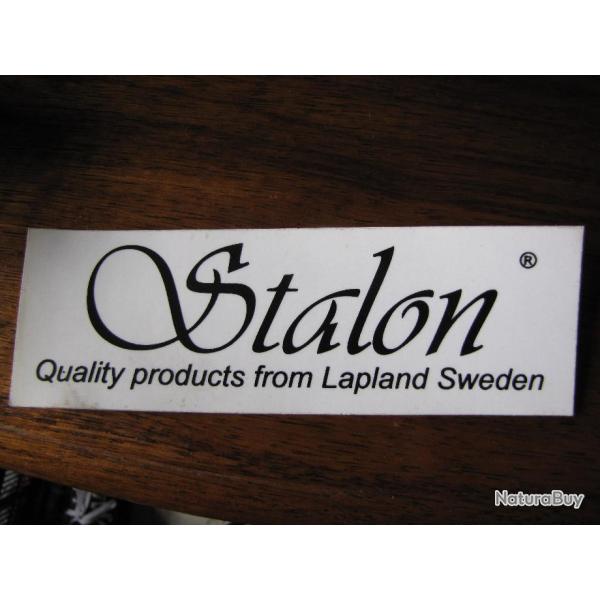 Stalon ®
Quality products from Lapland Sweden
NaturaBuy